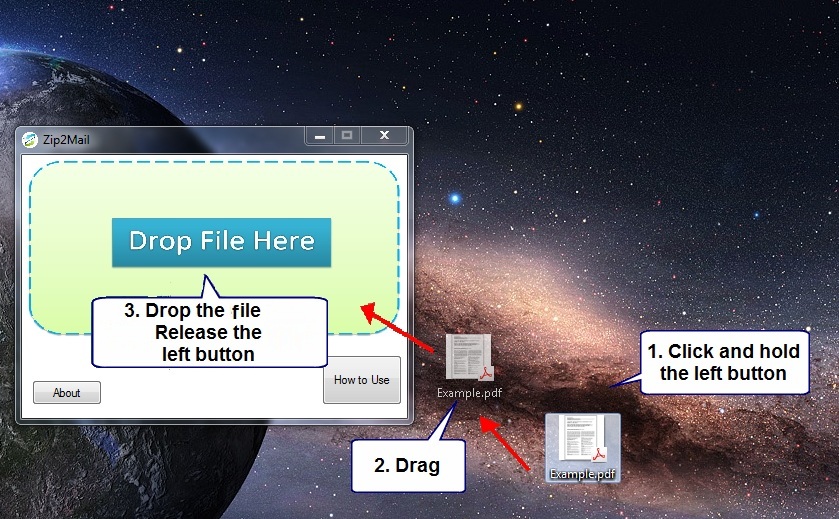 Zip2Mail
Drop File Here
3. Drop the file
Release the
left button
About
How to Use
Example.pdf
1. Click and hold
the left button
2. Drag
Example.pdf